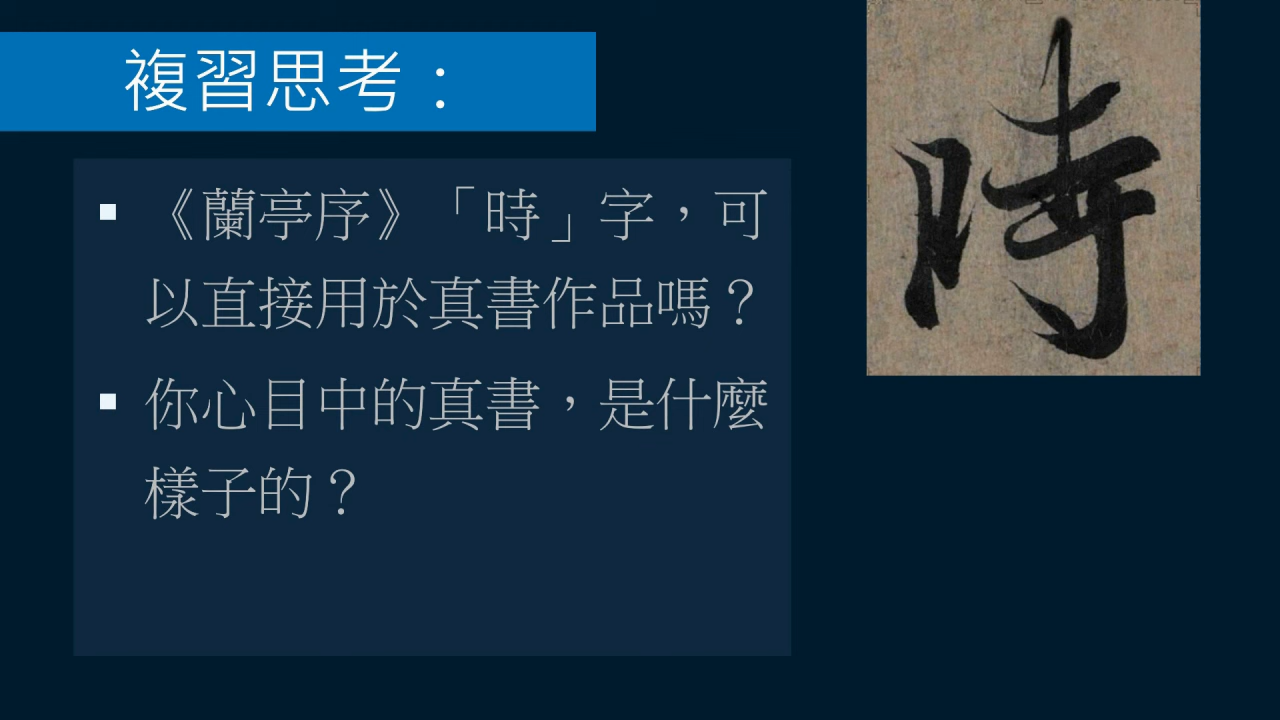 複習思考：
《蘭亭序》「時」字，可
以直接用於真書作品嗎？
你心目中的真書，是什麼
樣子的？
時